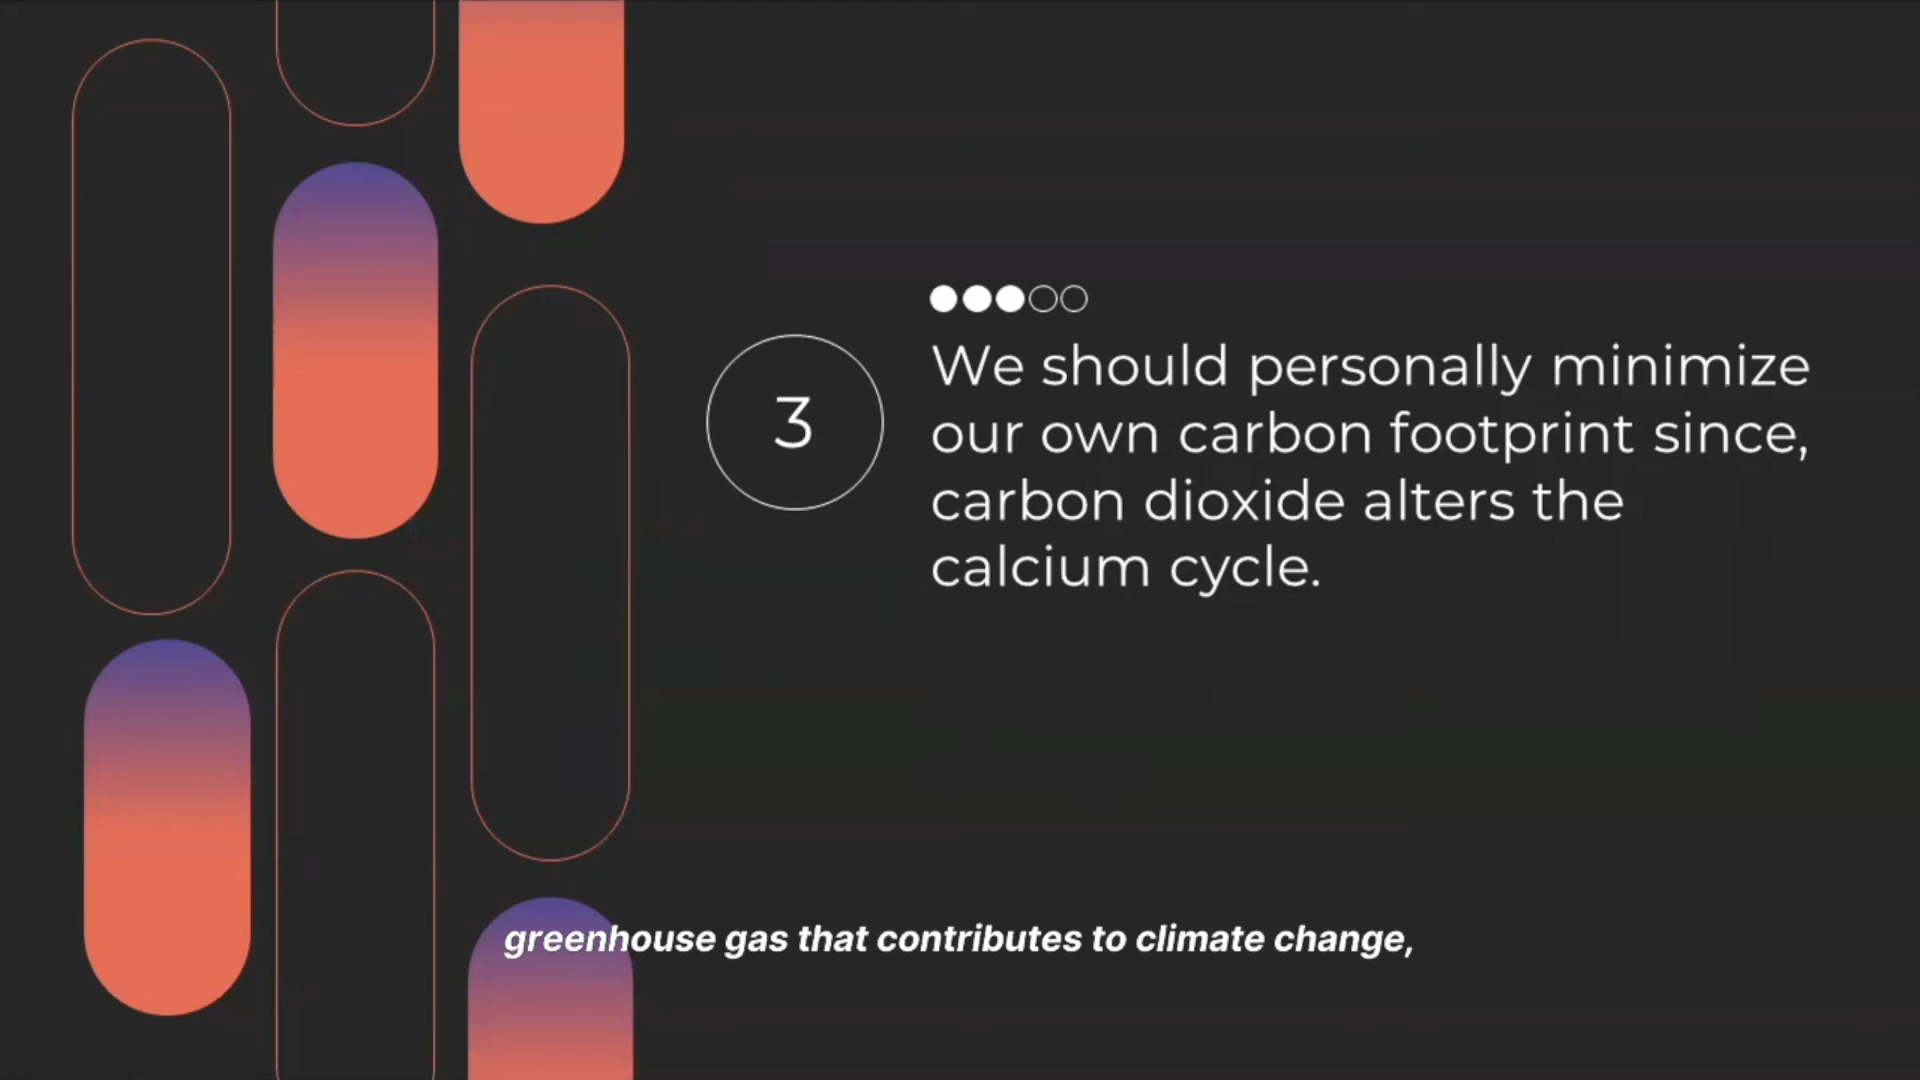 3
We should personally minimize
our own carbon footprint since,
carbon dioxide alters the
calcium cycle.
greenhouse gas that contributes to climate change,